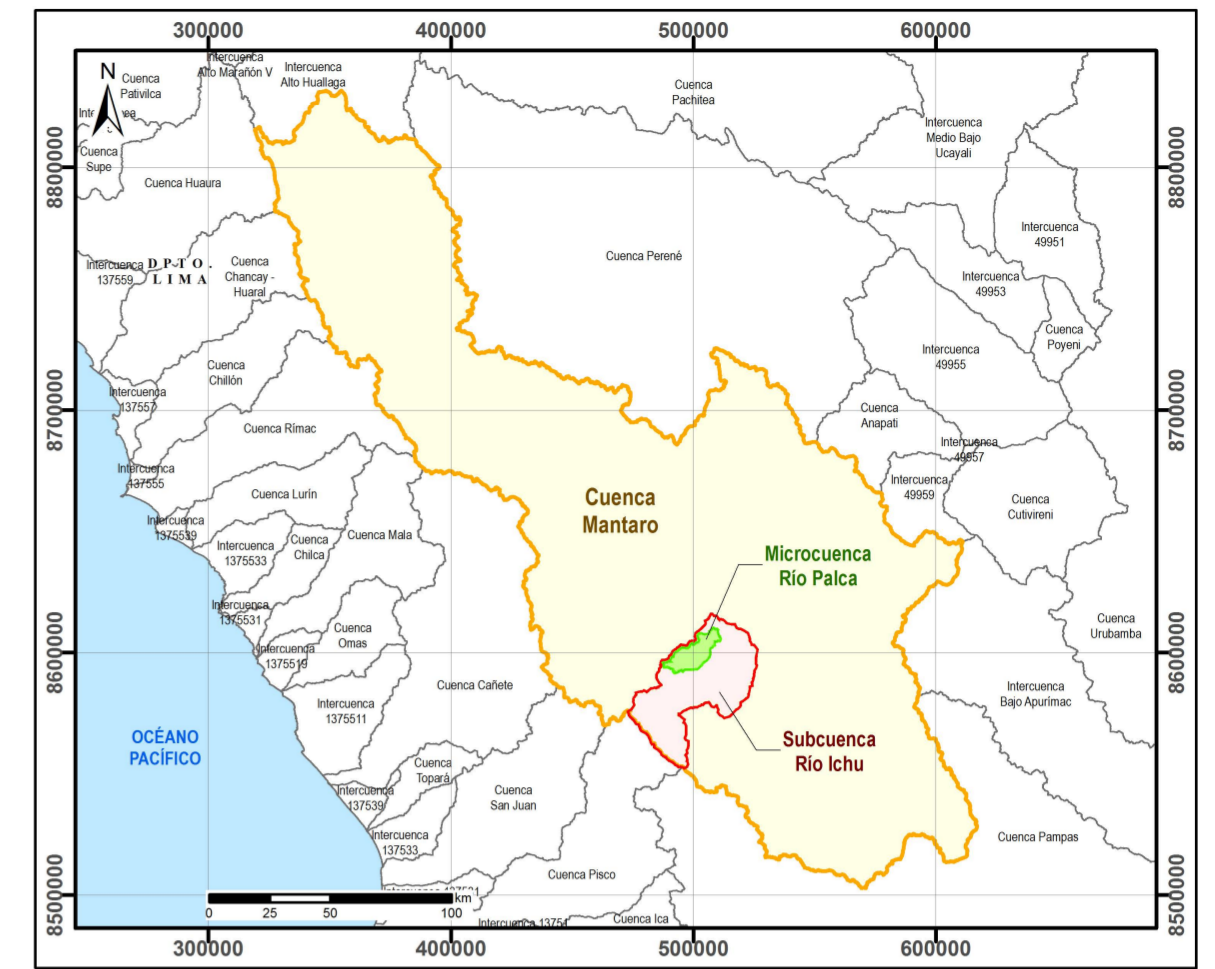 300000
400000
500000
600000
N
Cuenca
Pativilca
Intercuenca
Alto Marañón V
Intercuenca
Alto Huallaga
Cuenca
Pachitea
Intercuenca
Medio Bajo
Ucayali
Cuenca
Supe
8800000
8800000
Cuenca Huaura
Intercuenca
49951
Cuenca Perené
Intercuenca
137559
DPTO.
LIMA
Cuenca
Chancay -
Huaral
Intercuenca
49953
Cuenca
Poyeni
Intercuenca
49955
Cuenca
Chillón
Intercuenca
137557
8700000
8700000
Cuenca
Anapati
Cuenca Rímac
Intercuenca
49957
Intercuenca
137555
Intercuenca
49959
Cuenca Lurín
Cuenca
Mantaro
Cuenca
Cutivireni
Intercuenca
1375539
Intercuenca
1375533
Cuenca
Chilca
Cuenca Mala
Microcuenca
Río Palca
Intercuenca
1375531
Cuenca
Omas
Cuenca
Urubamba
Intercuenca
1375519
8600000
8600000
Cuenca Cañete
Intercuenca
Bajo Apurímac
Intercuenca
1375511
OCÉANO
PACÍFICO
Subcuenca
Río Ichu
Cuenca
Topará
Intercuenca
137539
Cuenca
San Juan
Intercuenca
137533
Cuenca Pampas
Cuenca Pisco
8500000
8500000
km
0
25
50
100
Cuenca Ica
300000
400000
500000
600000